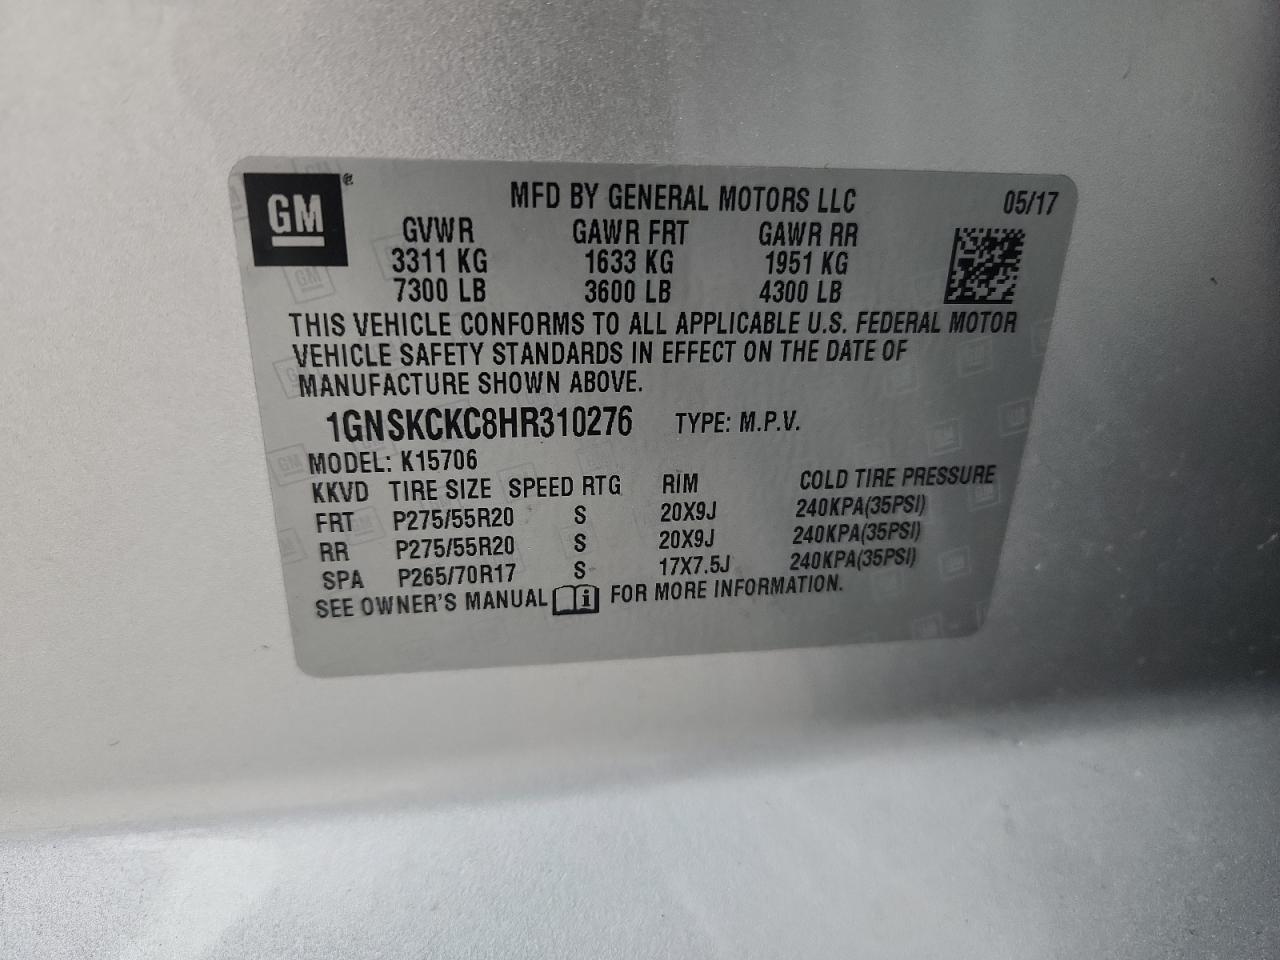 GM
MFD BY GENERAL MOTORS LLC 05/17
GVWR GAWR FRT GAWR RR
3311 KG 1633 KG 1951 KG
7300 LB 3600 LB 4300 LB
THIS VEHICLE CONFORMS TO ALL APPLICABLE U.S. FEDERAL MOTOR
VEHICLE SAFETY STANDARDS IN EFFECT ON THE DATE OF
MANUFACTURE SHOWN ABOVE.
1GNSKCKC8HR310276 TYPE: M.P.V.
MODEL: K15706
KKVD TIRE SIZE SPEED RTG RIM COLD TIRE PRESSURE
FRT P275/55R20 S 20X9J 240KPA(35PSI)
RR P275/55R20 S 20X9J 240KPA(35PSI)
SPA P265/70R17 S 17X7.5J 240KPA(35PSI)
SEE OWNER'S MANUAL i FOR MORE INFORMATION.